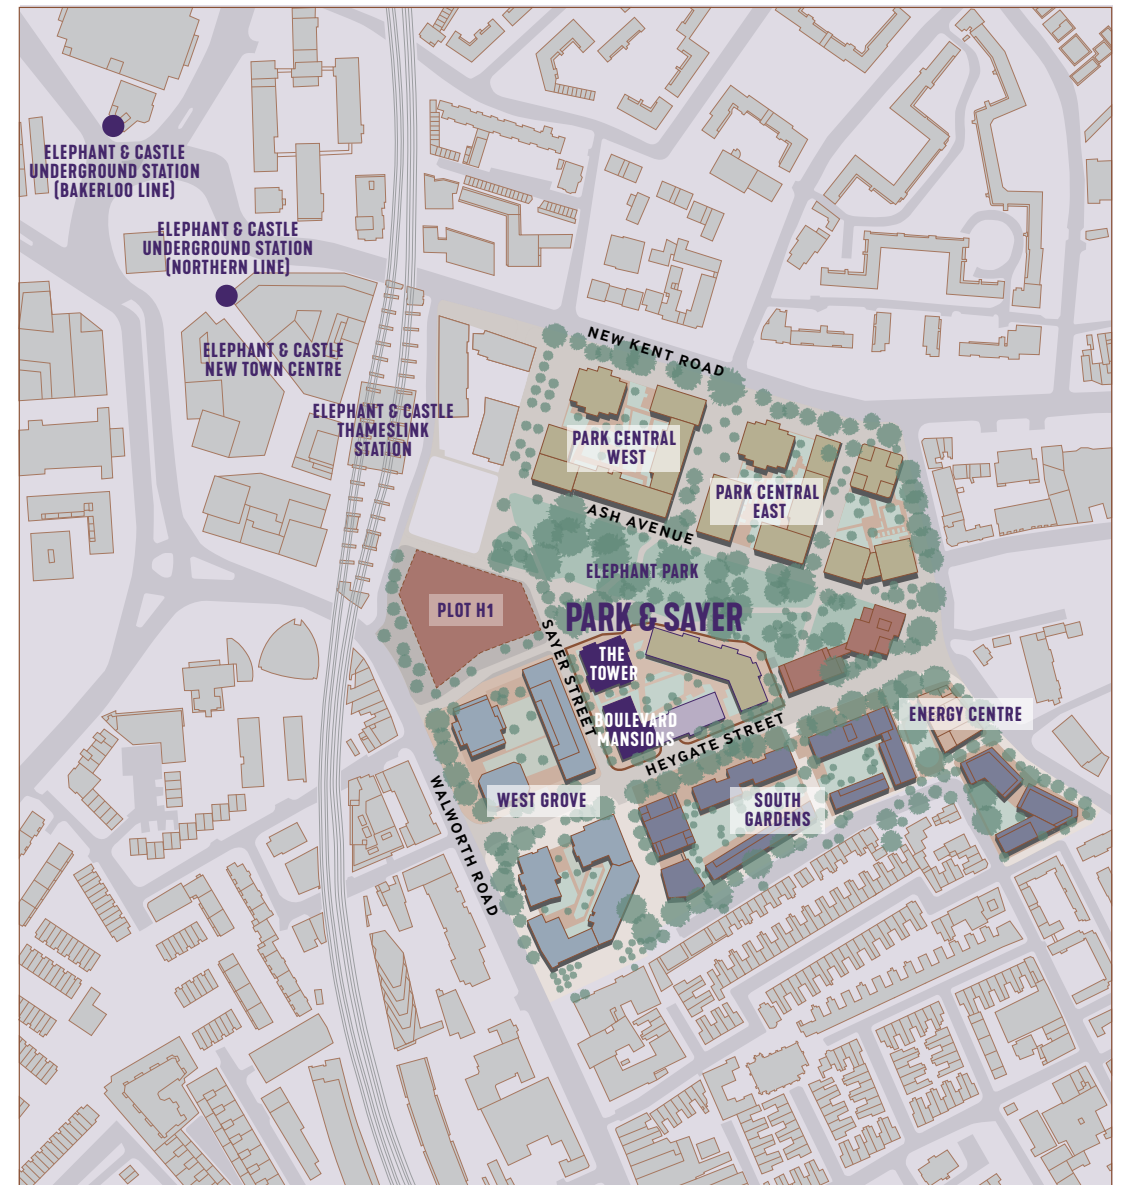 ELEPHANT & CASTLE
UNDERGROUND STATION
(BAKERLOO LINE)
ELEPHANT & CASTLE
UNDERGROUND STATION
(NORTHERN LINE)
ELEPHANT & CASTLE
NEW TOWN CENTRE
ELEPHANT & CASTLE
THAMESLINK
STATION
NEW KENT ROAD
PARK CENTRAL
WEST
PARK CENTRAL
EAST
ASH AVENUE
ELEPHANT PARK
PLOT H1
PARK & SAYER
SAYER STREET
THE
TOWER
BOULEVARD
MANSIONS
HEYGATE STREET
ENERGY CENTRE
WEST GROVE
SOUTH
GARDENS
WALWORTH ROAD